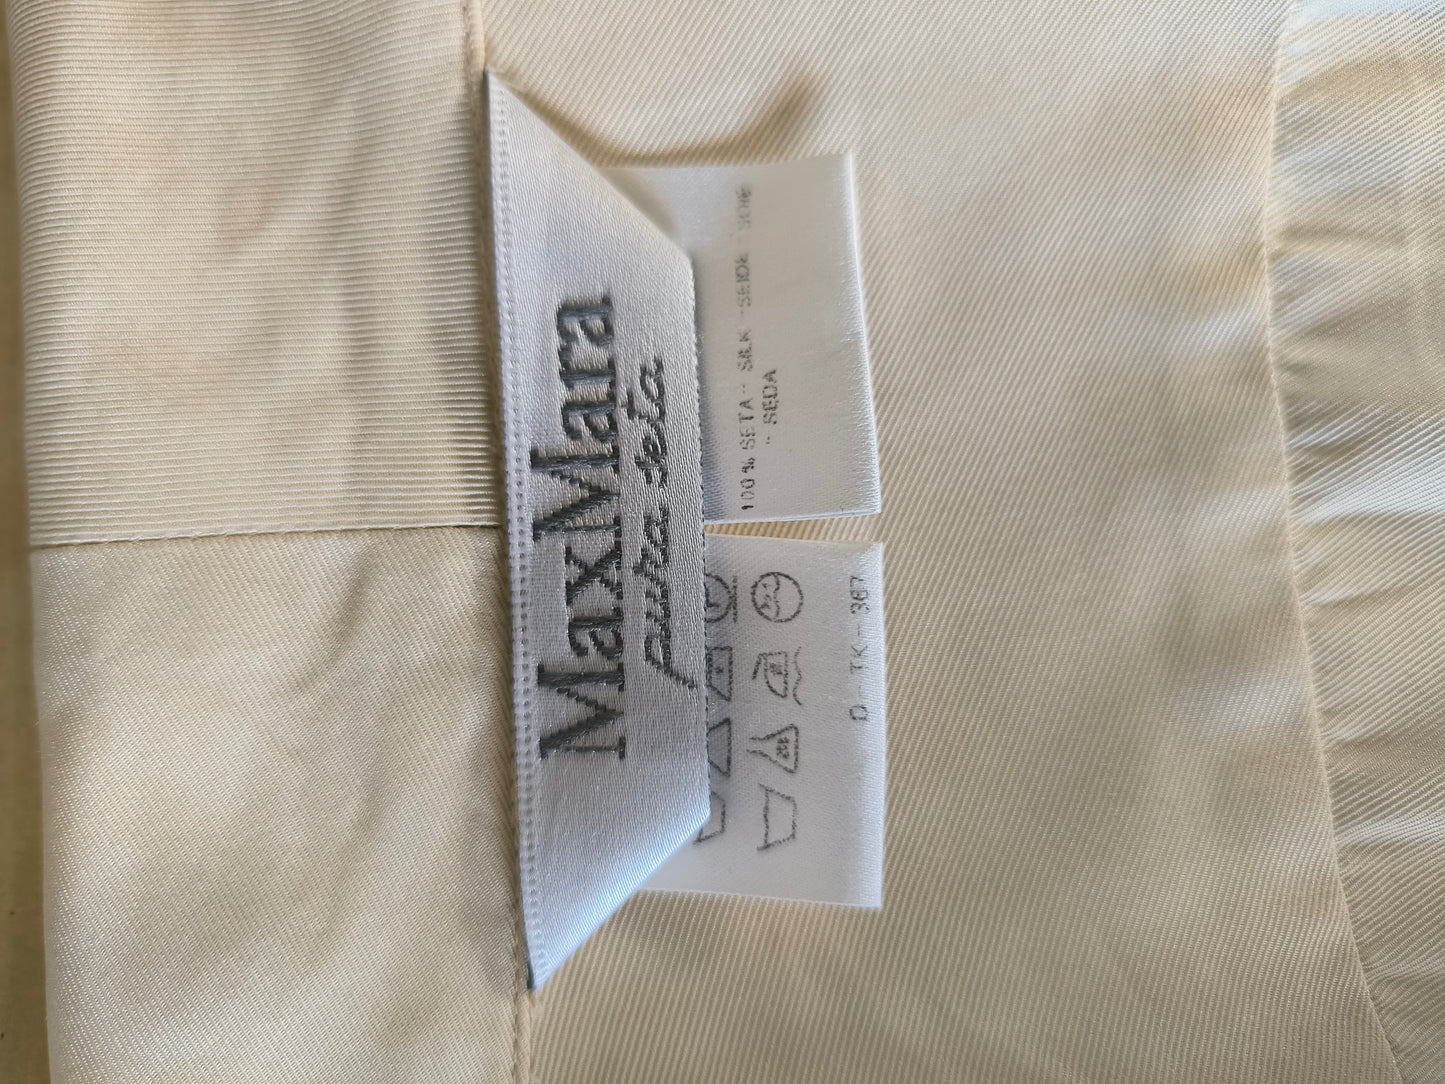 MaxMara
Pura seta
100 % SETA - SILK - SEIDE - SOIE
- SEDA
D - TK - 367